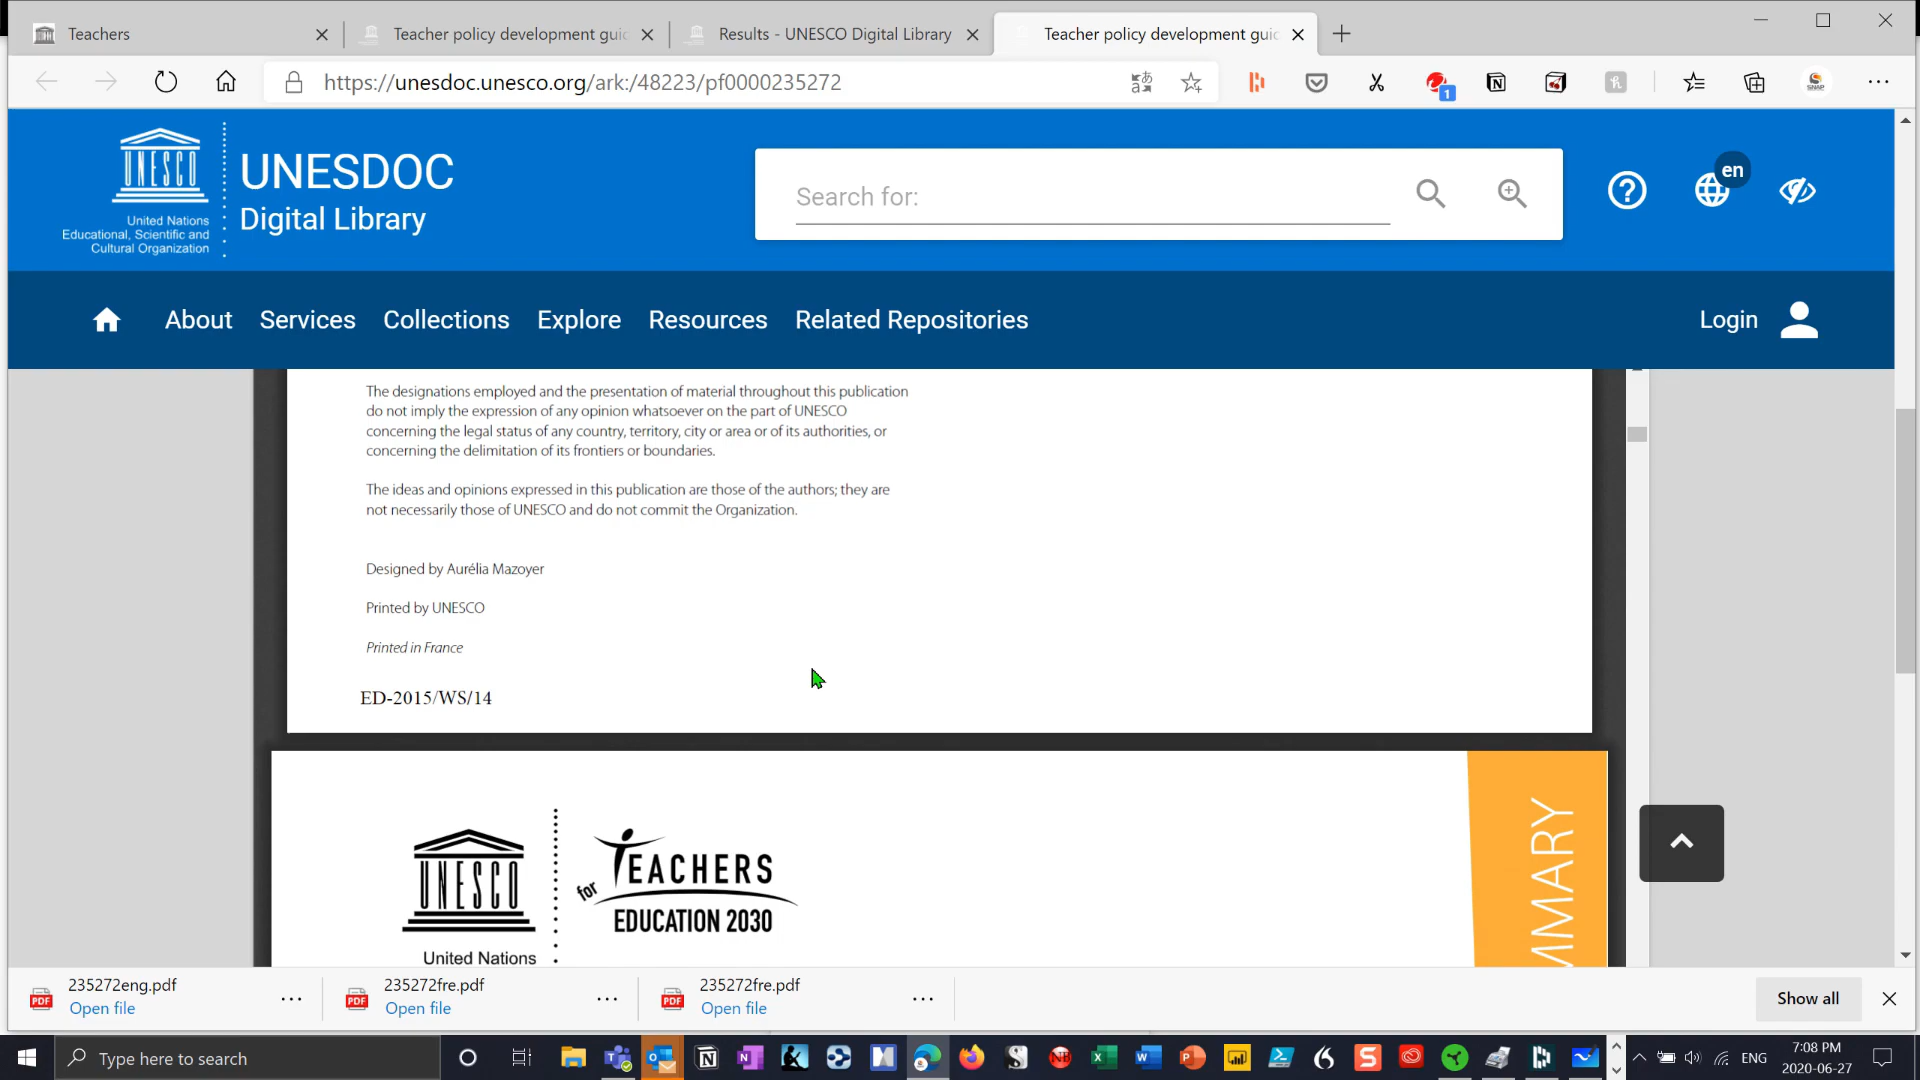 Teachers
Teacher policy development guid
Results - UNESCO Digital Library
Teacher policy development guid
https://unesdoc.unesco.org/ark:/48223/pf0000235272
1
SNAP
UNESCO
United Nations
Educational, Scientific and
Cultural Organization
UNESDOC
Digital Library
Search for:
en
About
Services
Collections
Explore
Resources
Related Repositories
Login
The designations employed and the presentation of material throughout this publication
do not imply the expression of any opinion whatsoever on the part of UNESCO
concerning the legal status of any country, territory, city or area or of its authorities, or
concerning the delimitation of its frontiers or boundaries.
The ideas and opinions expressed in this publication are those of the authors; they are
not necessarily those of UNESCO and do not commit the Organization.
Designed by Aurélia Mazoyer
Printed by UNESCO
Printed in France
ED-2015/WS/14
UNESCO
United Nations
for TEACHERS
EDUCATION 2030
MMARY
235272eng.pdf
Open file
235272fre.pdf
Open file
235272fre.pdf
Open file
Show all
Type here to search
ENG
7:08 PM
2020-06-27